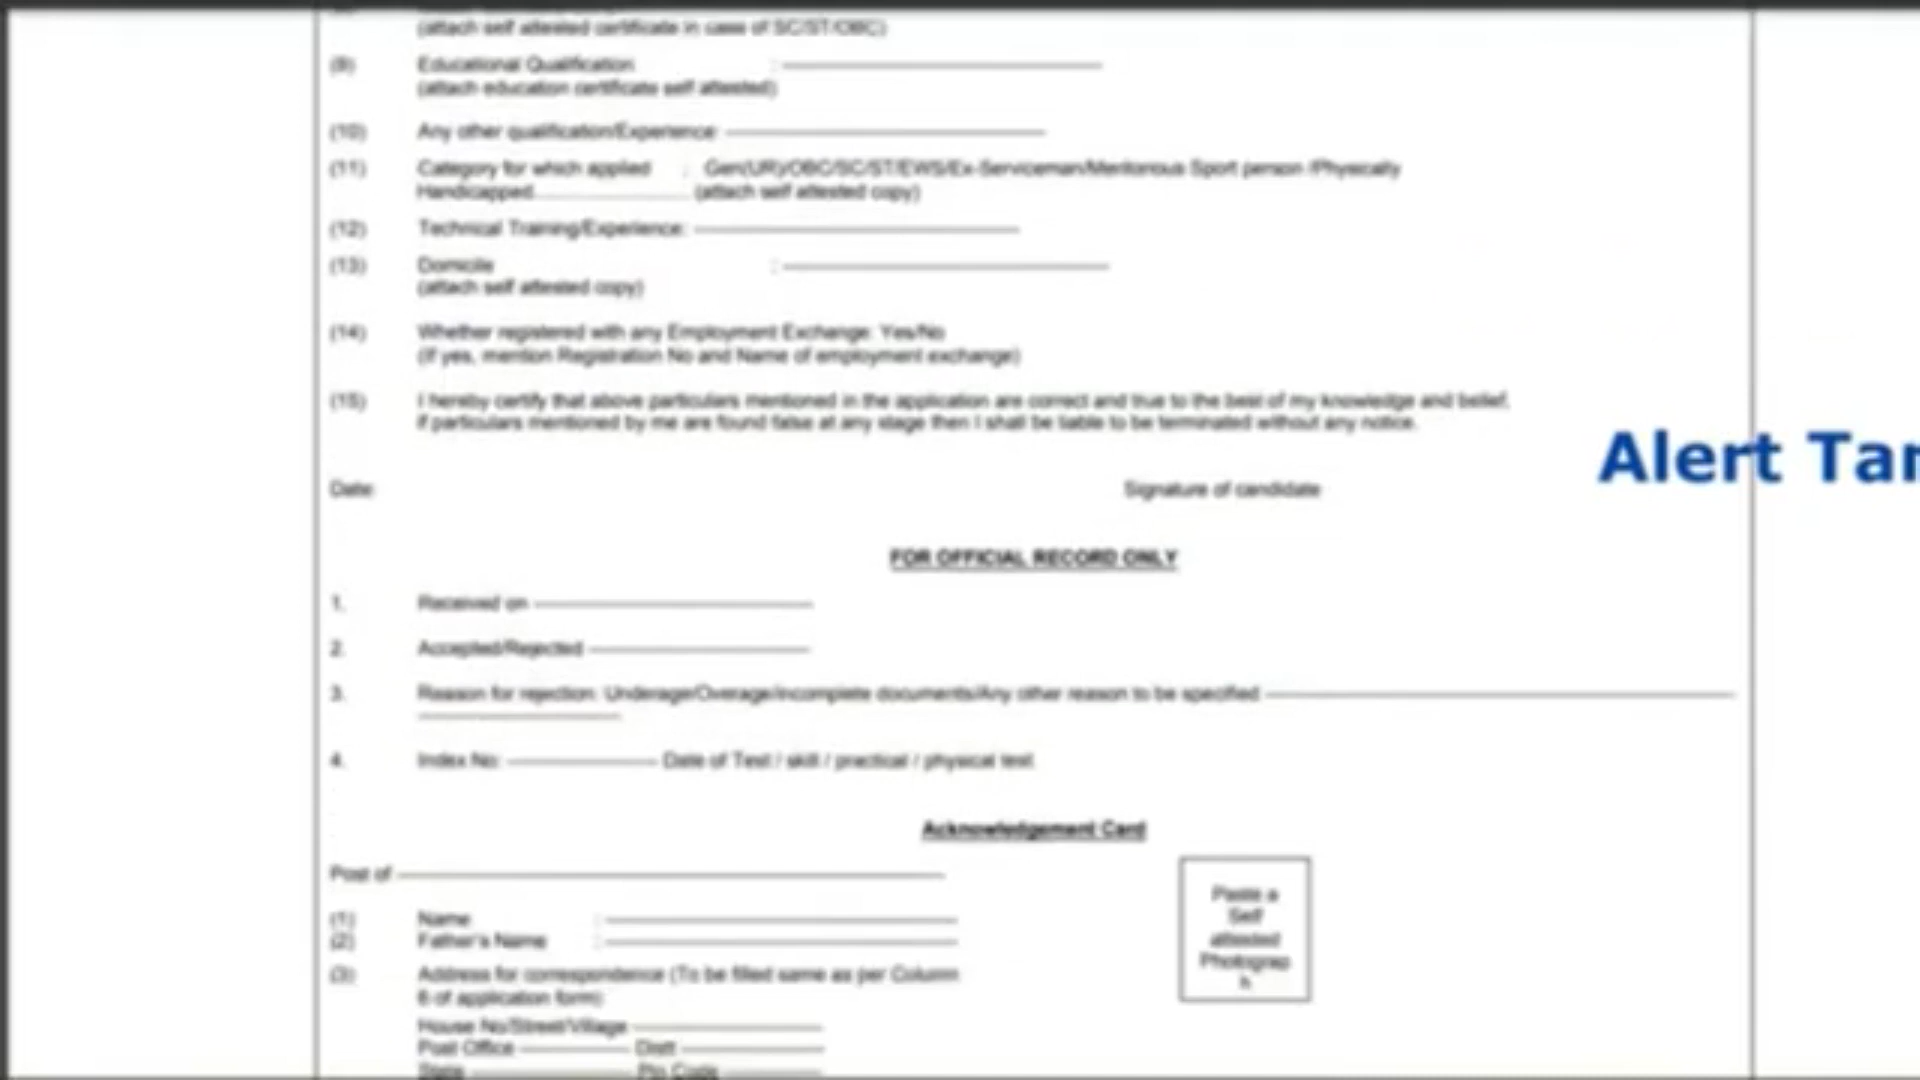 (attach self attested certificate in case of SC/ST/OBC)
(9) Educational Qualification : 
(attach education certificate self attested)
(10) Any other qualification/Experience:
(11) Category for which applied : Gen(UR)/OBC/SC/ST/EWS/Ex-Serviceman/Meritorious Sport person /Physically
Handicapped.......................... (attach self attested copy)
(12) Technical Training/Experience:
(13) Domicile :
(attach self attested copy)
(14) Whether registered with any Employment Exchange: Yes/No
(If yes, mention Registration No and Name of employment exchange)
(15) I hereby certify that above particulars mentioned in the application are correct and true to the best of my knowledge and belief,
if particulars mentioned by me are found false at any stage then I shall be liable to be terminated without any notice.
Alert Tar
Date: Signature of candidate
FOR OFFICIAL RECORD ONLY
1. Received on
2. Accepted/Rejected
3. Reason for rejection: Underage/Overage/Incomplete documents/Any other reason to be specified
4. Index No: Date of Test / skill / practical / physical test
Acknowledgement Card
Post of
(1) Name :
(2) Father's Name :
(3) Address for correspondence (To be filled same as per Column
6 of application form):
House No/Street/Village
Post Office Distt
State Pin Code
Paste a
Self
attested
Photograp
h